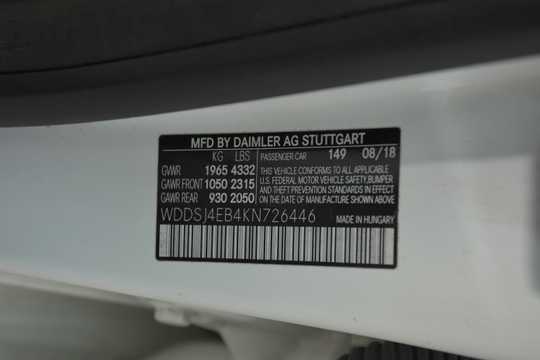 MFD BY DAIMLER AG STUTTGART
KG LBS PASSENGER CAR 149 08/18
GVWR 1965 4332 THIS VEHICLE CONFORMS TO ALL APPLICABLE
U.S. FEDERAL MOTOR VEHICLE SAFETY,BUMPER
GAWR FRONT 1050 2315 AND THEFT PREVENTION STANDARDS IN EFFECT
GAWR REAR 930 2050 ON THE DATE OF MANUFACTURE SHOWN ABOVE.
WDDSJ4EB4KN726446 MADE IN HUNGARY